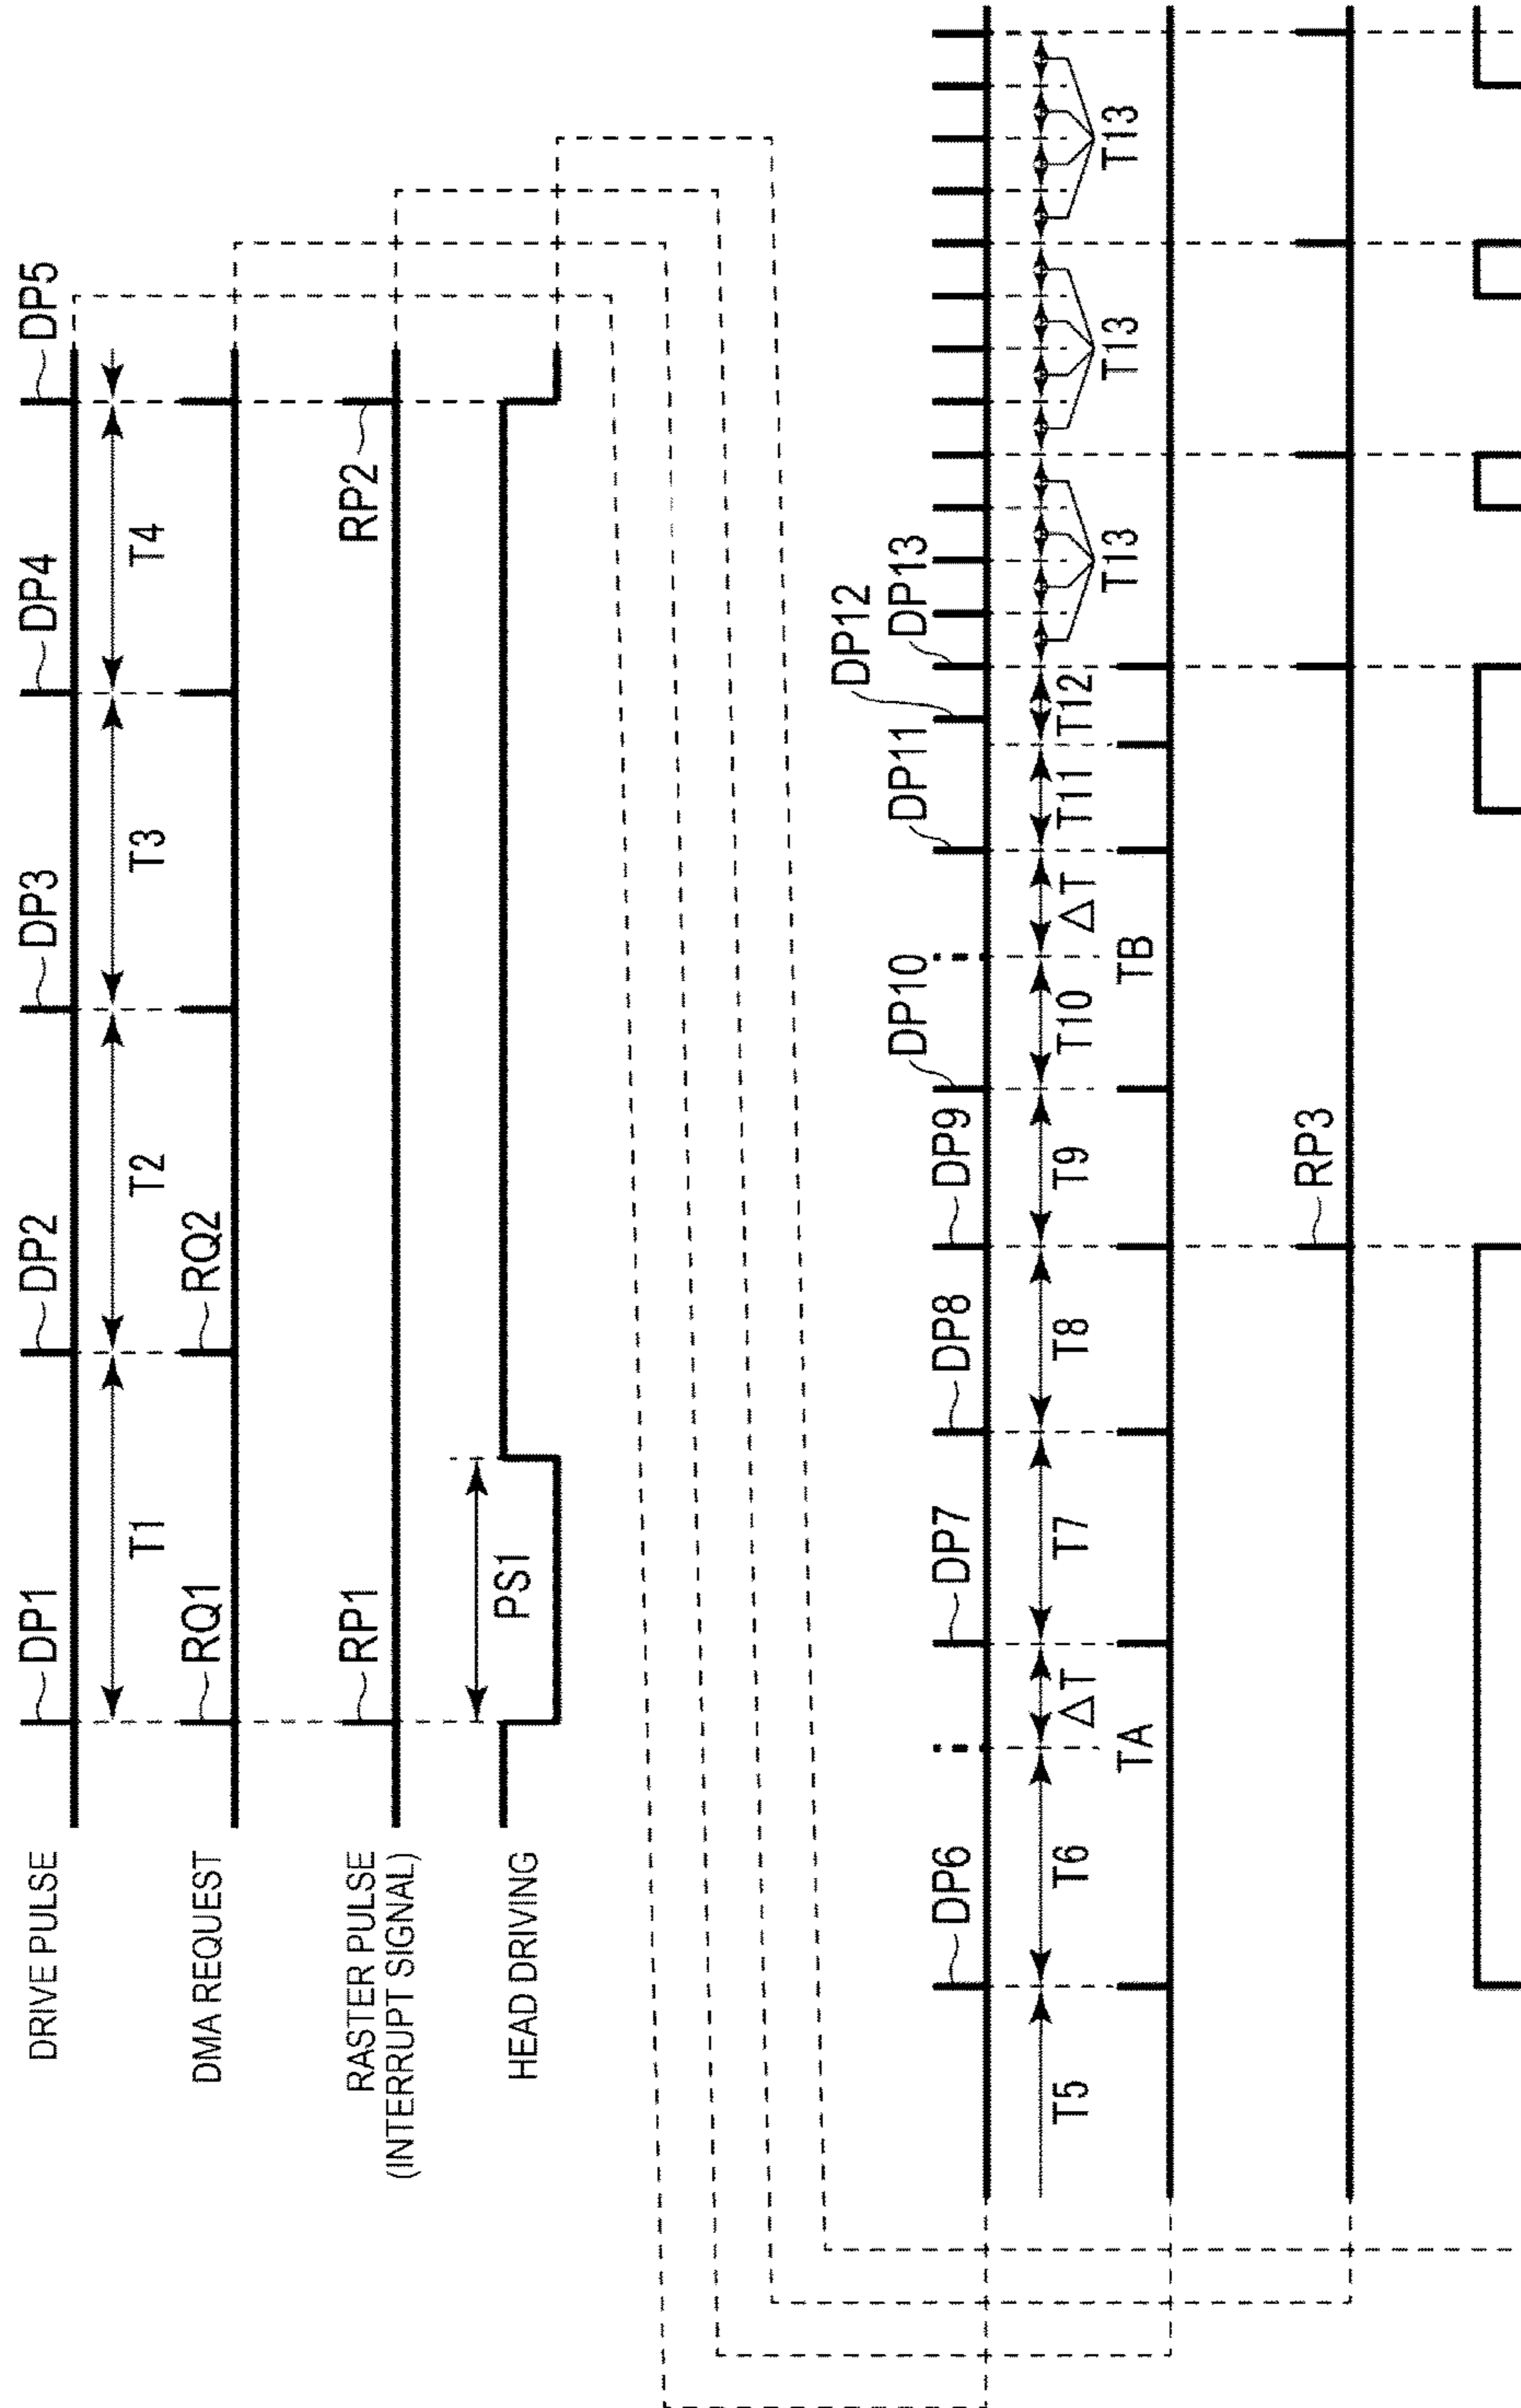 DRIVE PULSE
DP1
DP2
DP3
DP4
DP5
T1
T2
T3
T4
DMA REQUEST
RQ1
RQ2
RASTER PULSE
(INTERRUPT SIGNAL)
RP1
RP2
HEAD DRIVING
PS1
DP6
DP7
DP8
DP9
DP10
DP11
DP12
DP13
T5
T6
△T
T7
T8
T9
T10
△T
T11
T12
T13
T13
T13
TA
TB
RP3